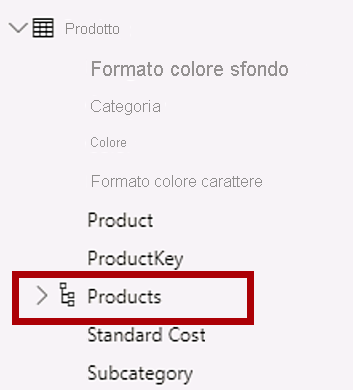 Prodotto
Formato colore sfondo
Categoria
Colore
Formato colore carattere
Product
ProductKey
Products
Standard Cost
Subcategory